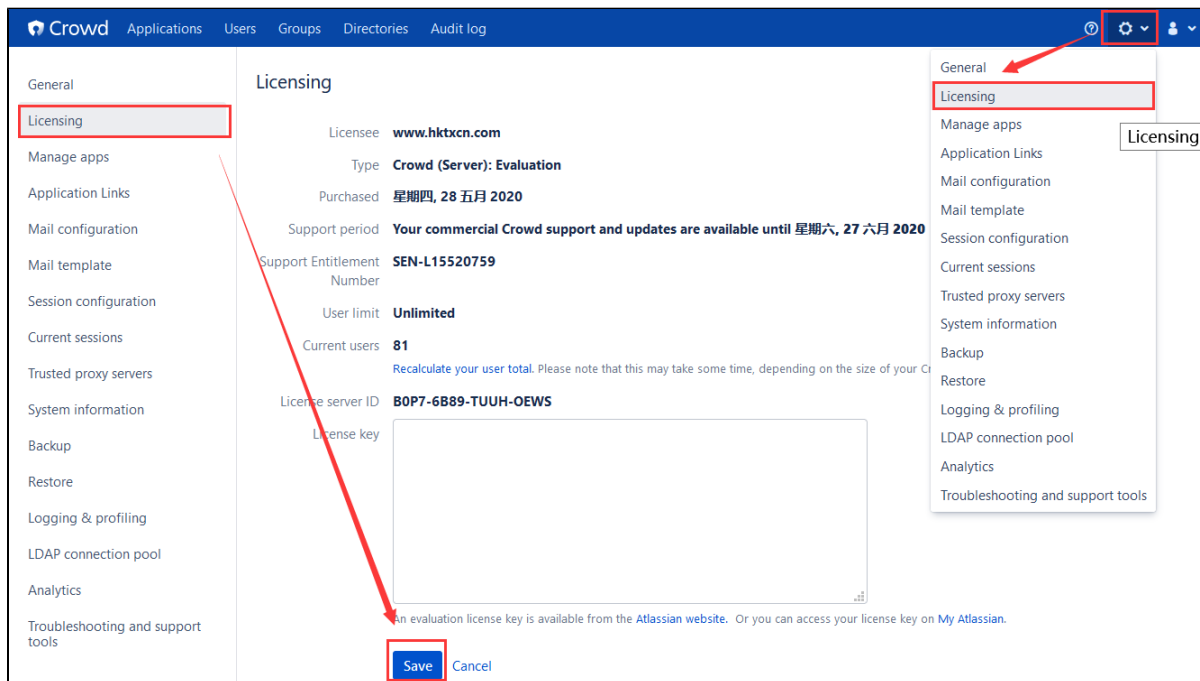 Crowd Applications Users Groups Directories Audit log
General
Licensing
Manage apps
Application Links
Mail configuration
Mail template
Session configuration
Current sessions
Trusted proxy servers
System information
Backup
Restore
Logging & profiling
LDAP connection pool
Analytics
Troubleshooting and support
tools
Licensing
Licensee www.hktxcn.com
Type Crowd (Server): Evaluation
Purchased 星期四, 28 五月 2020
Support period Your commercial Crowd support and updates are available until 星期六, 27 六月 2020
Support Entitlement SEN-L15520759
Number
User limit Unlimited
Current users 81
Recalculate your user total. Please note that this may take some time, depending on the size of your Cr
License server ID B0P7-6B89-TUUH-OEWS
License key
An evaluation license key is available from the Atlassian website. Or you can access your license key on My Atlassian.
Save Cancel
General
Licensing
Manage apps
Application Links
Mail configuration
Mail template
Session configuration
Current sessions
Trusted proxy servers
System information
Backup
Restore
Logging & profiling
LDAP connection pool
Analytics
Troubleshooting and support tools
Licensing